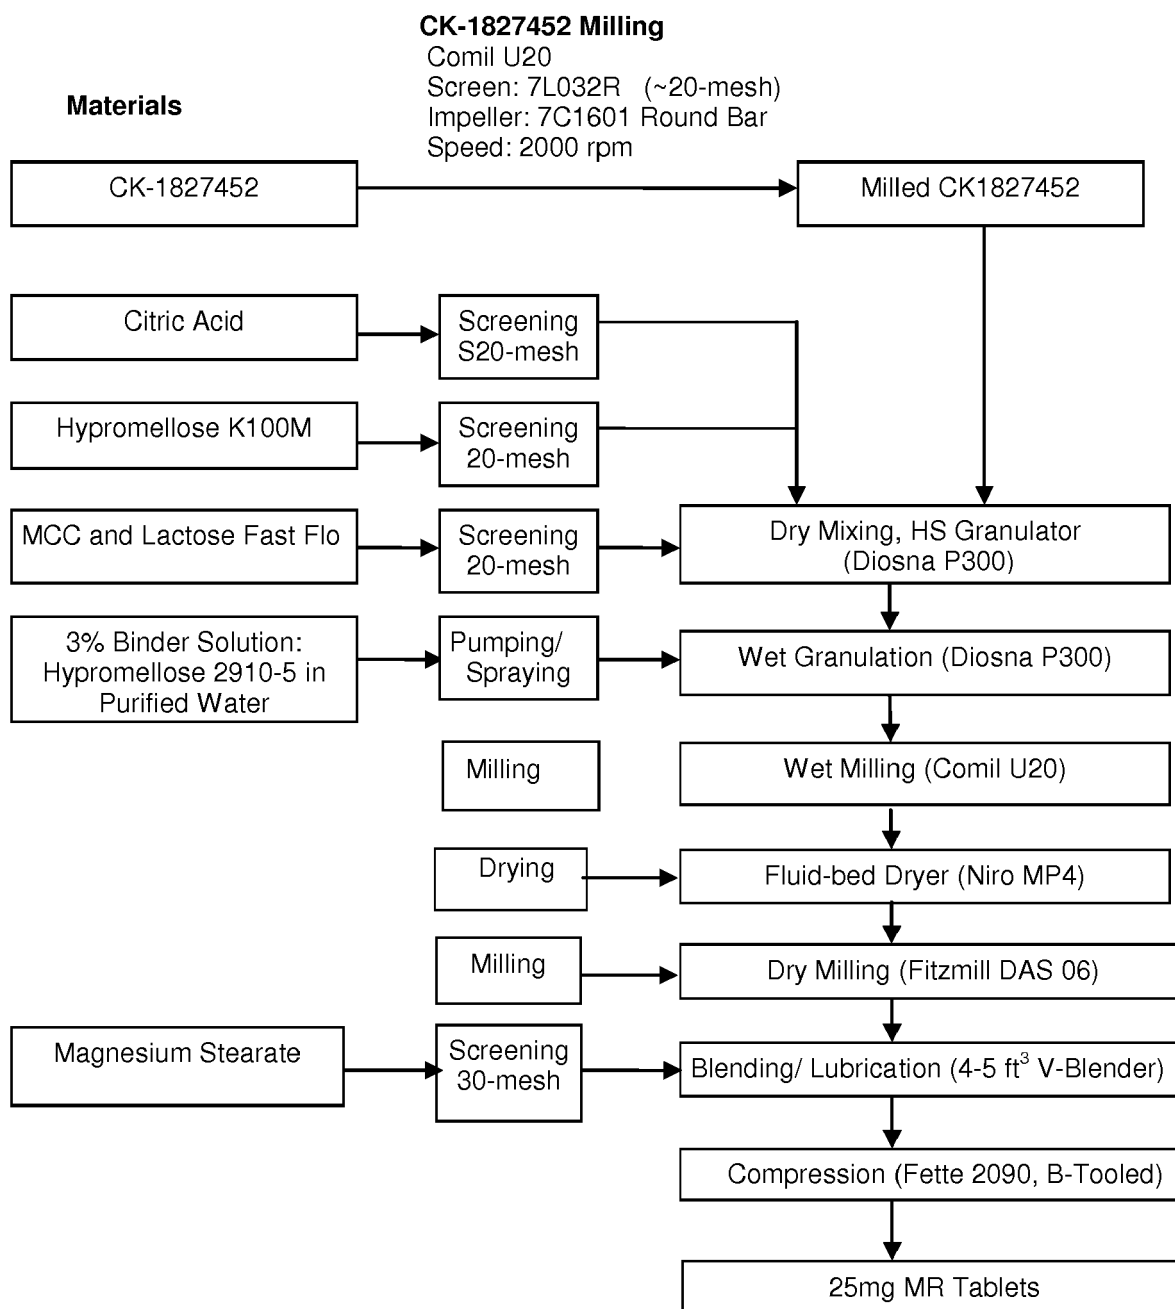 CK-1827452 Milling
Comil U20
Screen: 7L032R (~20-mesh)
Impeller: 7C1601 Round Bar
Speed: 2000 rpm
Materials
CK-1827452
Milled CK1827452
Citric Acid
Screening
S20-mesh
Hypromellose K100M
Screening
20-mesh
MCC and Lactose Fast Flo
Screening
20-mesh
Dry Mixing, HS Granulator
(Diosna P300)
3% Binder Solution:
Hypromellose 2910-5 in
Purified Water
Pumping/
Spraying
Wet Granulation (Diosna P300)
Milling
Wet Milling (Comil U20)
Drying
Fluid-bed Dryer (Niro MP4)
Milling
Dry Milling (Fitzmill DAS 06)
Magnesium Stearate
Screening
30-mesh
Blending/ Lubrication (4-5 ft³ V-Blender)
Compression (Fette 2090, B-Tooled)
25mg MR Tablets